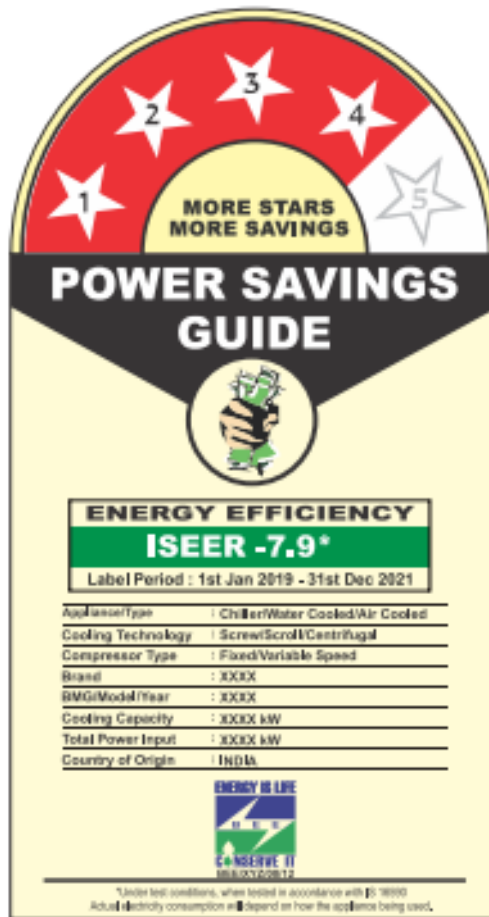 1
2
3
4
5
MORE STARS
MORE SAVINGS
POWER SAVINGS
GUIDE
ENERGY EFFICIENCY
ISEER -7.9*
Label Period : 1st Jan 2019 - 31st Dec 2021
Appliance/Type : Chiller/Water Cooled/Air Cooled
Cooling Technology : Screw/Scroll/Centrifugal
Compressor Type : Fixed/Variable Speed
Brand : XXXX
BMG/Model/Year : XXXX
Cooling Capacity : XXXX kW
Total Power Input : XXXX kW
Country of Origin : INDIA
ENERGY IS LIFE
BEE
CONSERVE IT
*Under test conditions, when tested in accordance with IS 16590
Actual electricity consumption will depend on how the appliance being used.